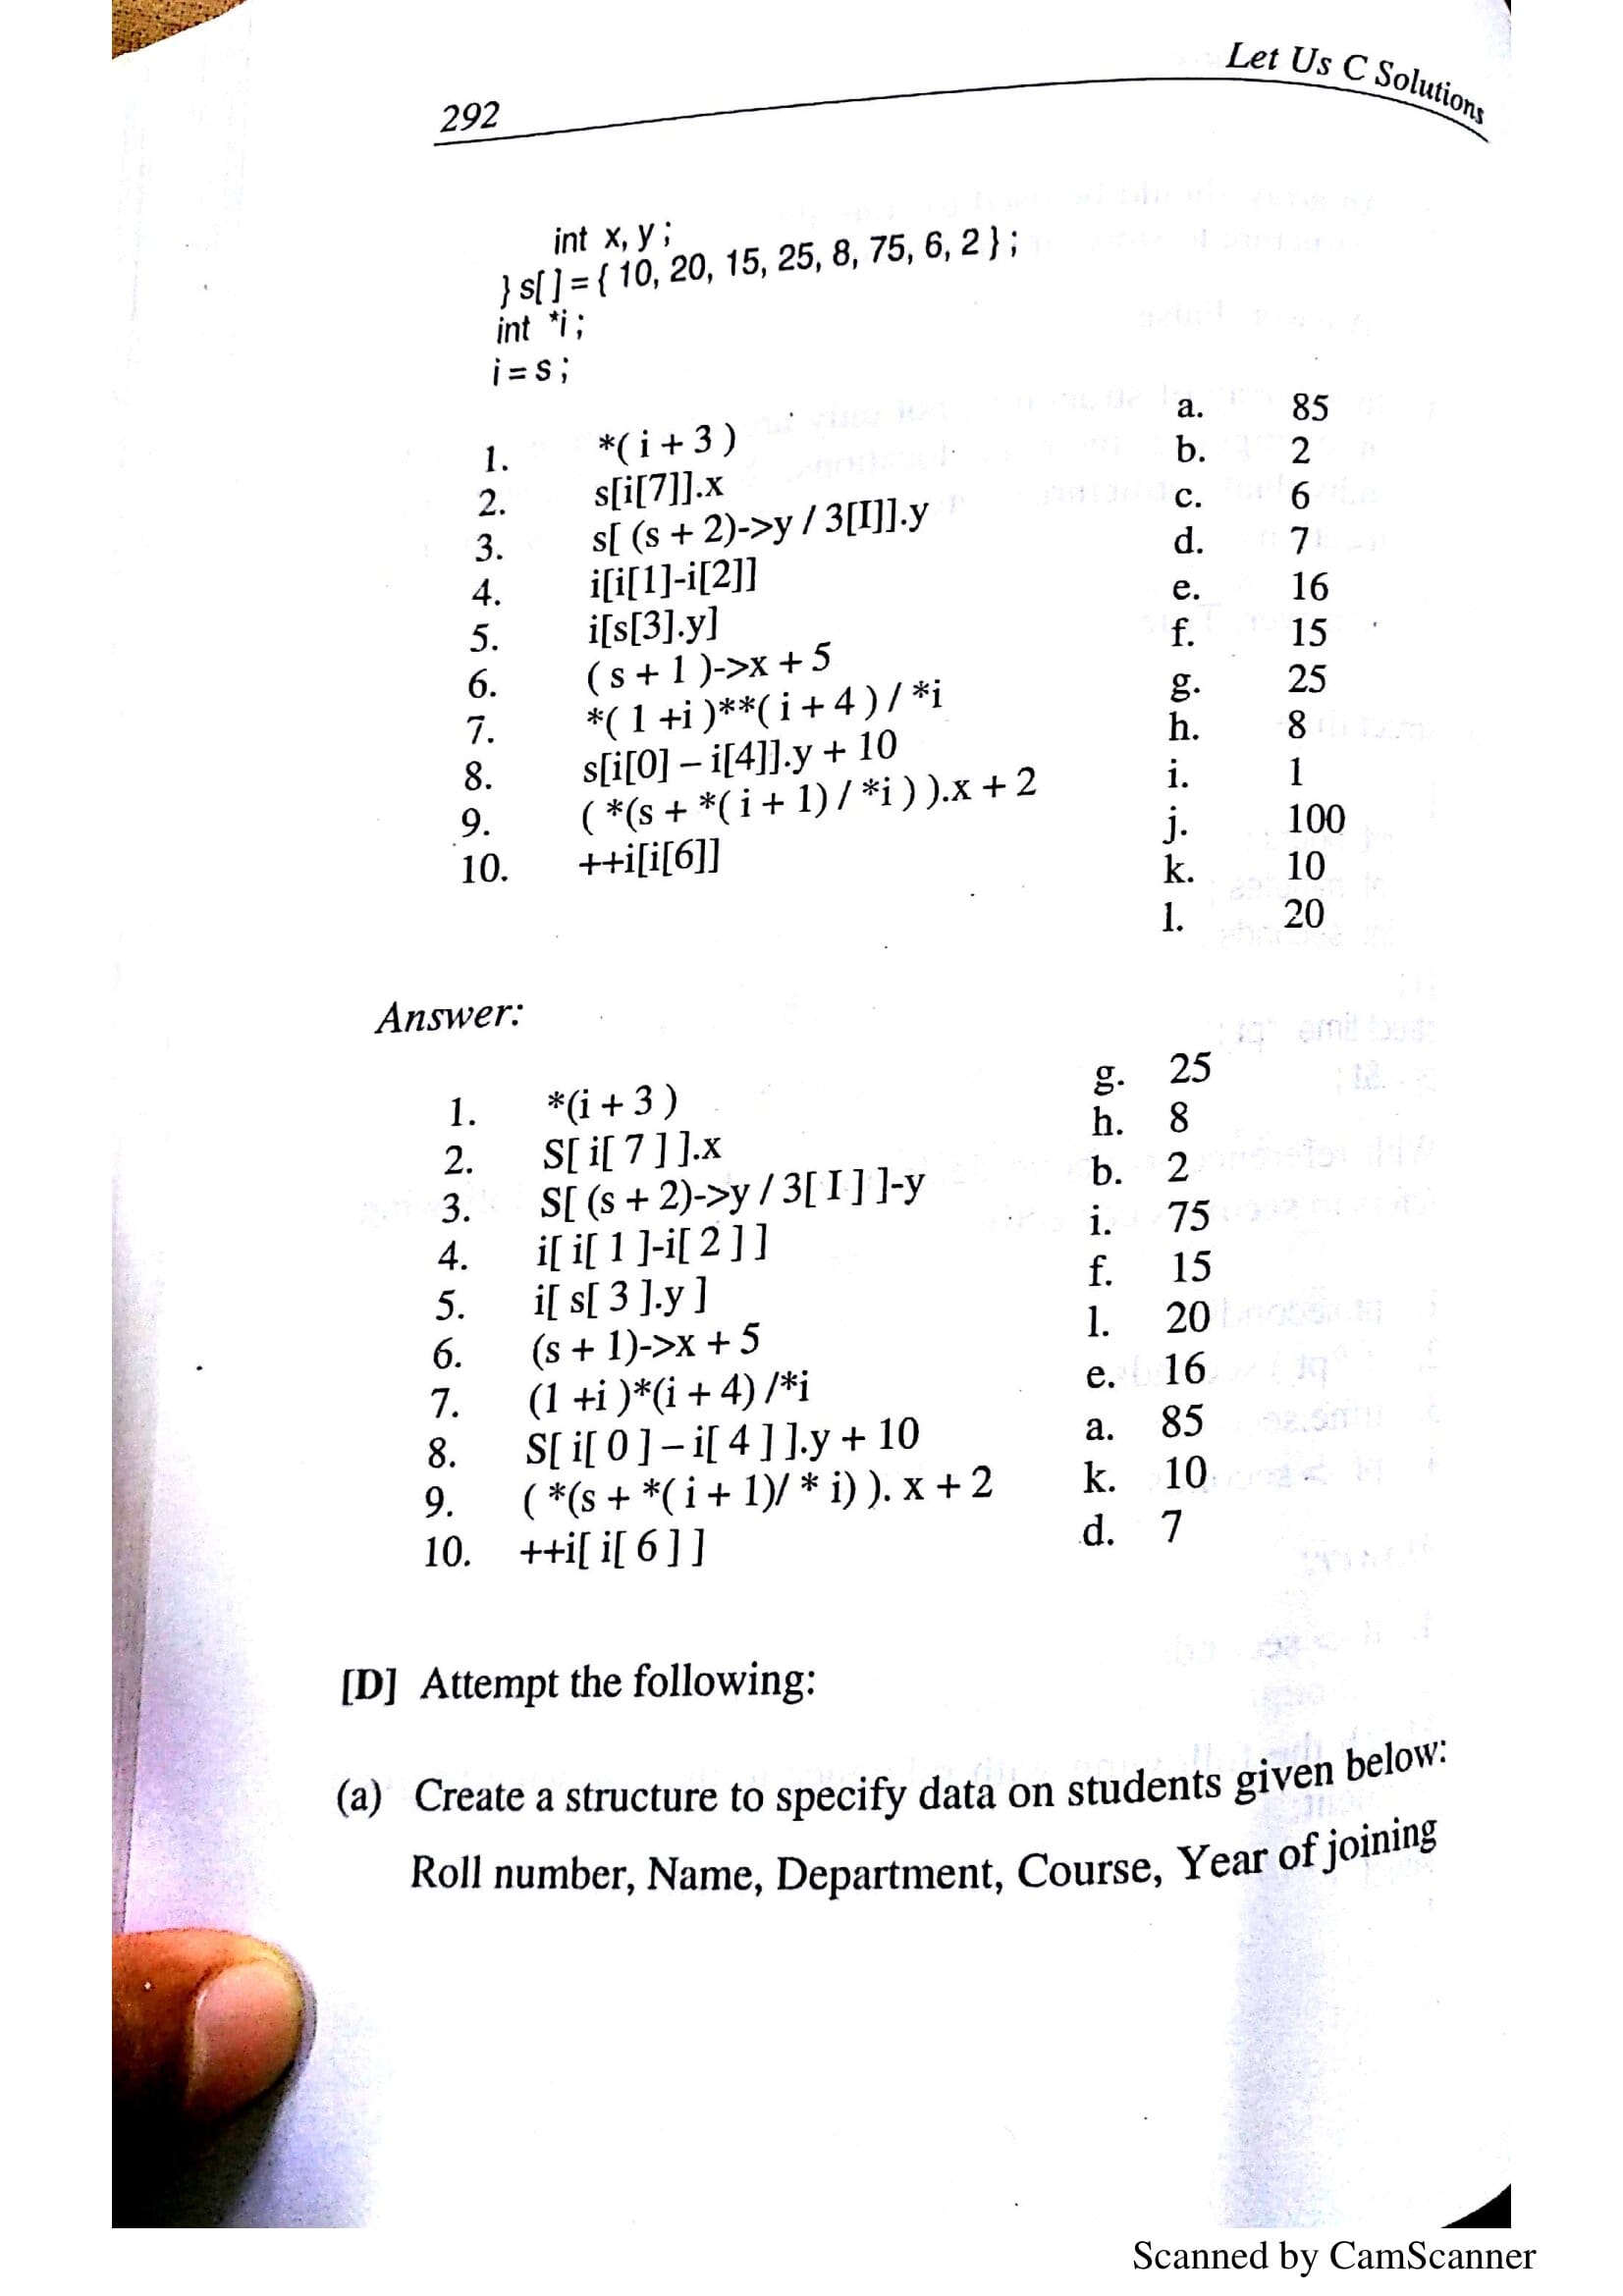 292
Let Us C Solutions
int x, y ;
} s[ ] = { 10, 20, 15, 25, 8, 75, 6, 2 } ;
int *i ;
i = s ;
1. *( i + 3 ) a. 85
2. s[i[7]].x b. 2
3. s[ (s + 2)->y / 3[I]].y c. 6
4. i[i[1]-i[2]] d. 7
5. i[s[3].y] e. 16
6. ( s + 1 )->x + 5 f. 15
7. *( 1 +i )**( i + 4 ) / *i g. 25
8. s[i[0] – i[4]].y + 10 h. 8
9. ( *(s + *( i + 1) / *i ) ).x + 2 i. 1
10. ++i[i[6]] j. 100
k. 10
l. 20
Answer:
1. *(i + 3 ) g. 25
2. S[ i[ 7 ] ].x h. 8
3. S[ (s + 2)->y / 3[ I ] ]-y b. 2
4. i[ i[ 1 ]-i[ 2 ] ] i. 75
5. i[ s[ 3 ].y ] f. 15
6. (s + 1)->x + 5 l. 20
7. (1 +i )*(i + 4) /*i e. 16
8. S[ i[ 0 ] – i[ 4 ] ].y + 10 a. 85
9. ( *(s + *( i + 1)/ * i) ). x + 2 k. 10
10. ++i[ i[ 6 ] ] d. 7
[D] Attempt the following:
(a) Create a structure to specify data on students given below:
Roll number, Name, Department, Course, Year of joining
Scanned by CamScanner